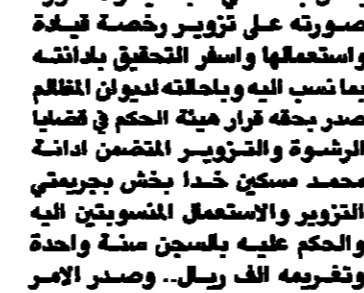 صورته على تزوير رخصة قيادة
واستعمالها واسفر التحقيق بادانته
بما نسب اليه وباحالته لديوان المظالم
صدر بحقه قرار هيئة الحكم في قضايا
الرشوة والتزوير المتضمن ادانة
محمد مسكين خدا بخش بجريمتي
التزوير والاستعمال المنسوبتين اليه
والحكم عليه بالسجن سنة واحدة
وتغريمه الف ريال.. وصدر الامر